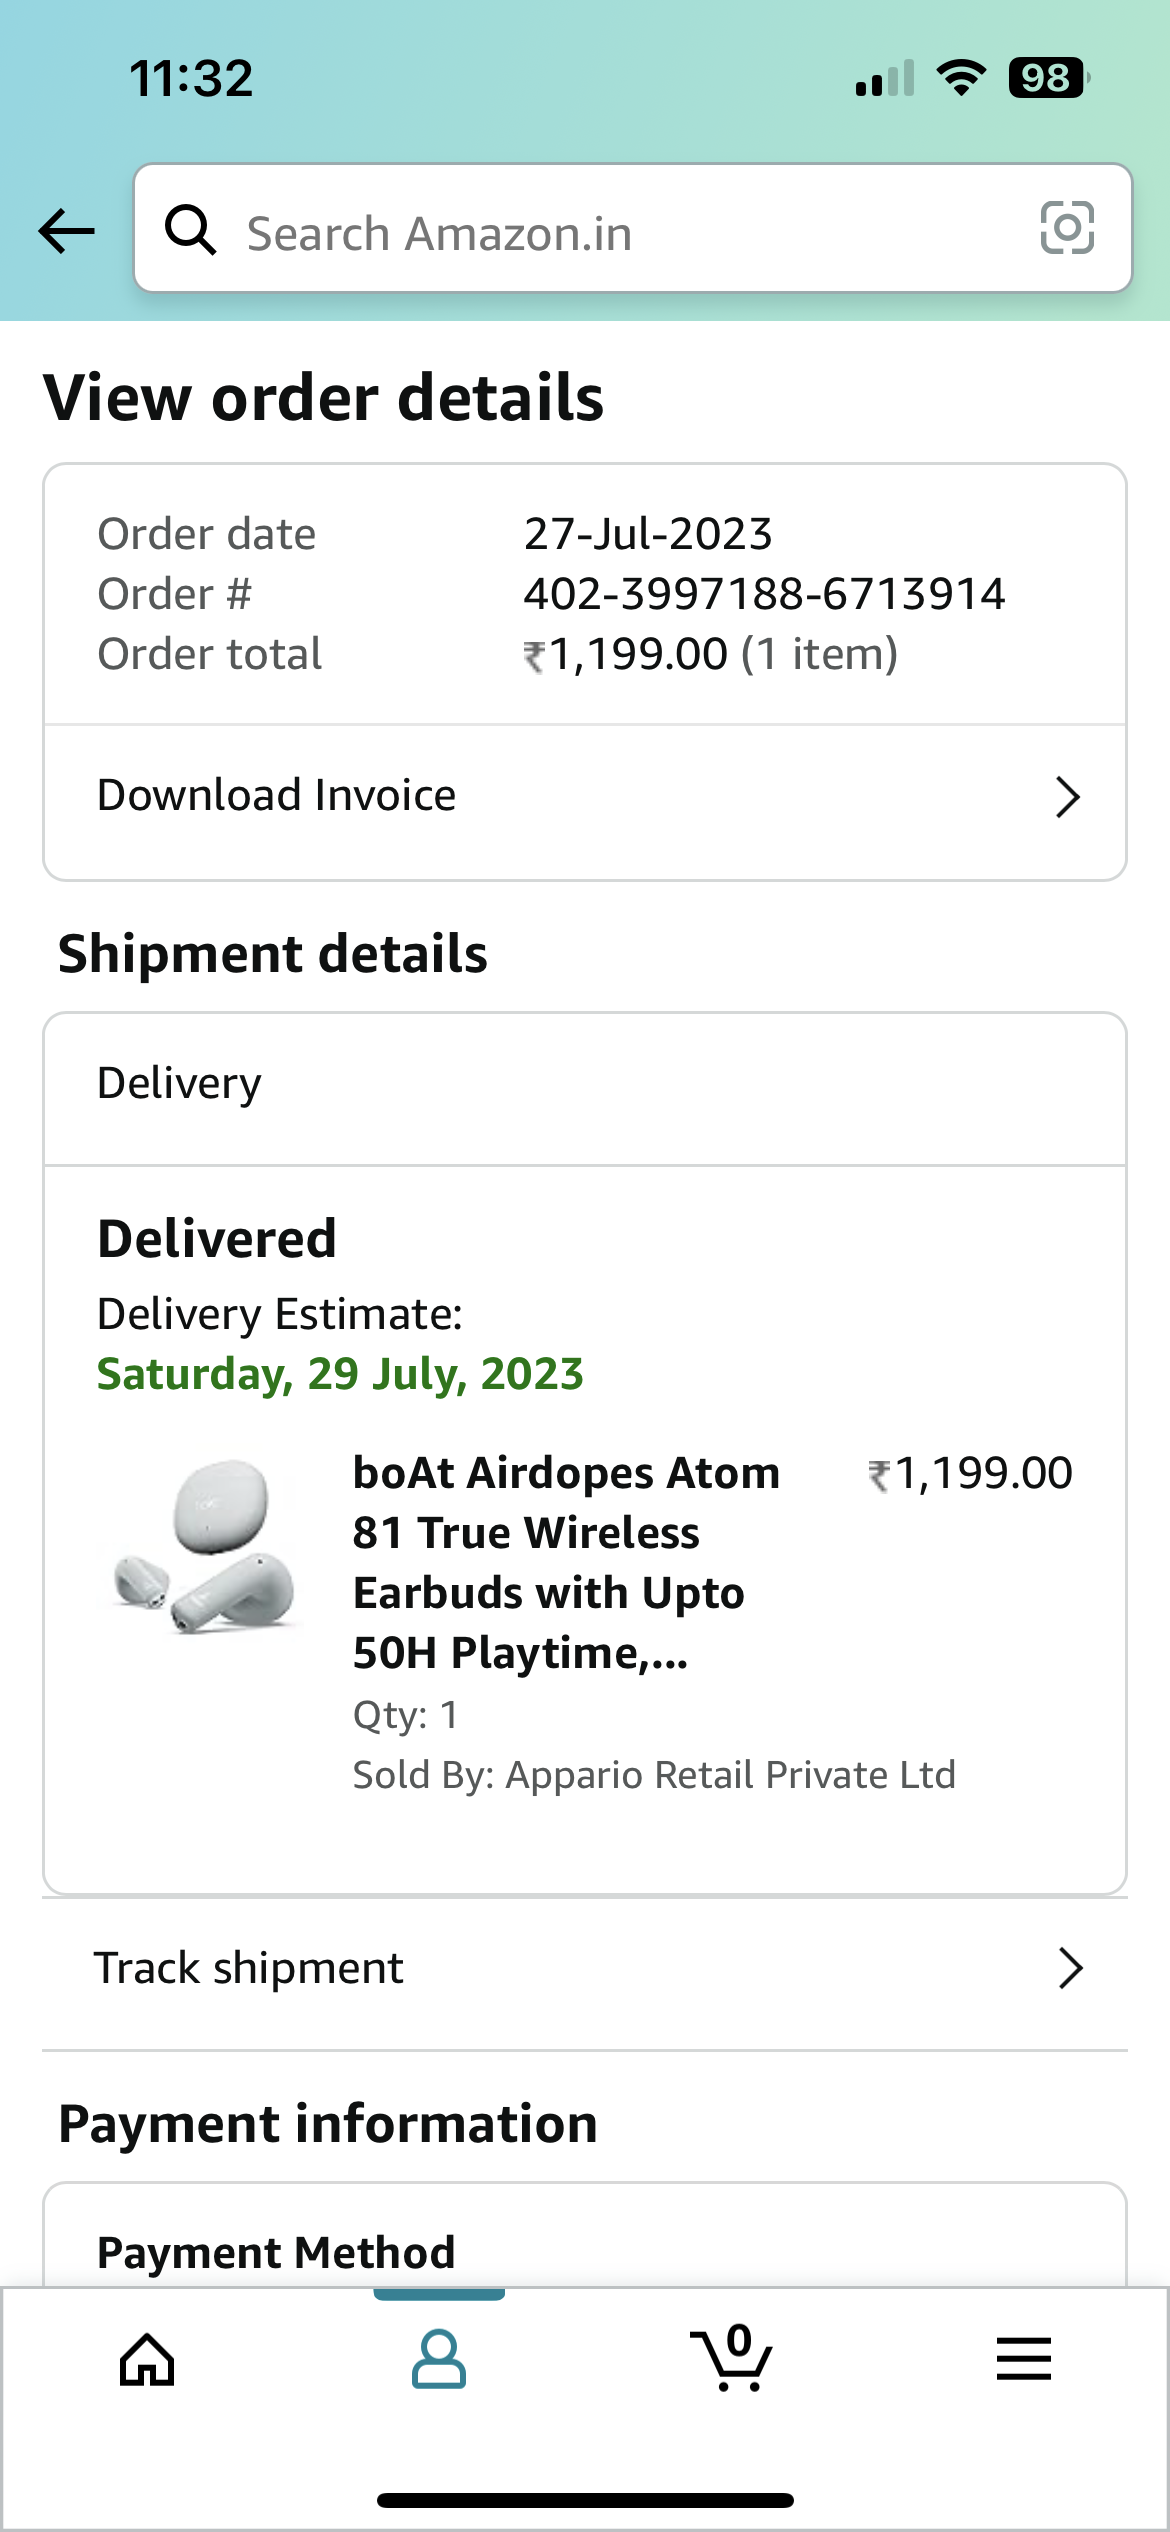 11:32
98
Search Amazon.in
View order details
Order date 27-Jul-2023
Order # 402-3997188-6713914
Order total ₹1,199.00 (1 item)
Download Invoice
Shipment details
Delivery
Delivered
Delivery Estimate:
Saturday, 29 July, 2023
boAt Airdopes Atom ₹1,199.00
81 True Wireless
Earbuds with Upto
50H Playtime,...
Qty: 1
Sold By: Appario Retail Private Ltd
Track shipment
Payment information
Payment Method
0